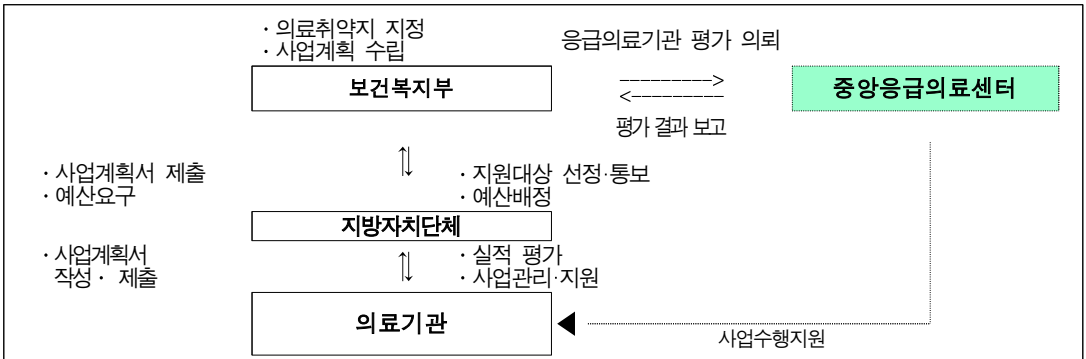 · 의료취약지 지정
· 사업계획 수립
응급의료기관 평가 의뢰
보건복지부
--------->
<---------
중앙응급의료센터
평가 결과 보고
· 사업계획서 제출
· 예산요구
⇅
· 지원대상 선정·통보
· 예산배정
지방자치단체
· 사업계획서
작성· 제출
⇅
· 실적 평가
· 사업관리·지원
의료기관
사업수행지원